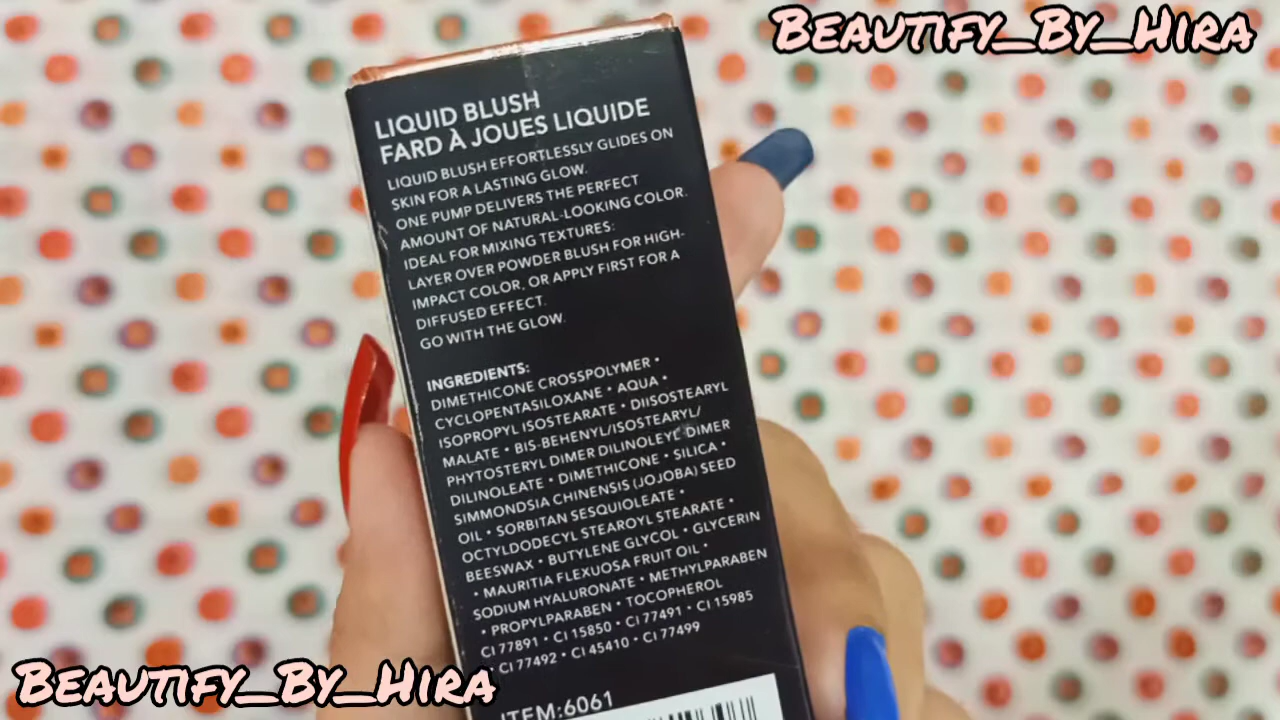 Beautify_By_Hira
LIQUID BLUSH
FARD À JOUES LIQUIDE
LIQUID BLUSH EFFORTLESSLY GLIDES ON
SKIN FOR A LASTING GLOW.
ONE PUMP DELIVERS THE PERFECT
AMOUNT OF NATURAL-LOOKING COLOR.
IDEAL FOR MIXING TEXTURES:
LAYER OVER POWDER BLUSH FOR HIGH-
IMPACT COLOR, OR APPLY FIRST FOR A
DIFFUSED EFFECT.
GO WITH THE GLOW.
INGREDIENTS:
DIMETHICONE CROSSPOLYMER •
CYCLOPENTASILOXANE • AQUA •
ISOPROPYL ISOSTEARATE • DIISOSTEARYL
MALATE • BIS-BEHENYL/ISOSTEARYL/
PHYTOSTERYL DIMER DILINOLEYL DIMER
DILINOLEATE • DIMETHICONE • SILICA •
SIMMONDSIA CHINENSIS (JOJOBA) SEED
OIL • SORBITAN SESQUIOLEATE •
OCTYLDODECYL STEAROYL STEARATE •
BEESWAX • BUTYLENE GLYCOL • GLYCERIN
• MAURITIA FLEXUOSA FRUIT OIL •
SODIUM HYALURONATE • METHYLPARABEN
• PROPYLPARABEN • TOCOPHEROL
CI 77891 • CI 15850 • CI 77491 • CI 15985
• CI 77492 • CI 45410 • CI 77499
ITEM:6061
Beautify_By_Hira